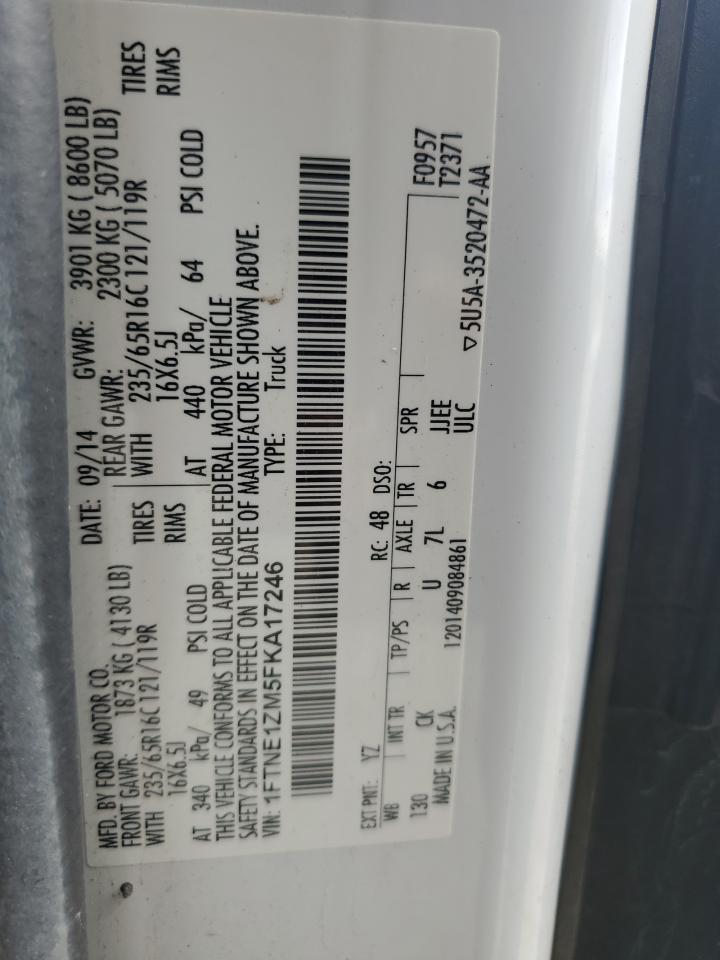 MFD. BY FORD MOTOR CO. DATE: 09/14 GVWR: 3901 KG ( 8600 LB)
FRONT GAWR: 1873 KG ( 4130 LB) REAR GAWR: 2300 KG ( 5070 LB)
WITH 235/65R16C 121/119R TIRES WITH 235/65R16C 121/119R TIRES
16X6.5J RIMS 16X6.5J RIMS
AT 340 kPa/ 49 PSI COLD AT 440 kPa/ 64 PSI COLD
THIS VEHICLE CONFORMS TO ALL APPLICABLE FEDERAL MOTOR VEHICLE
SAFETY STANDARDS IN EFFECT ON THE DATE OF MANUFACTURE SHOWN ABOVE.
VIN: 1FTNE1ZM5FKA17246 TYPE: Truck
EXT PNT: YZ RC: 48 DSO:
WB INT TR TP/PS R AXLE TR SPR
130 CK U 7L 6 JJEE F0957
MADE IN U.S.A. 1201409084861 ULC T2371
▽5U5A-3520472-AA